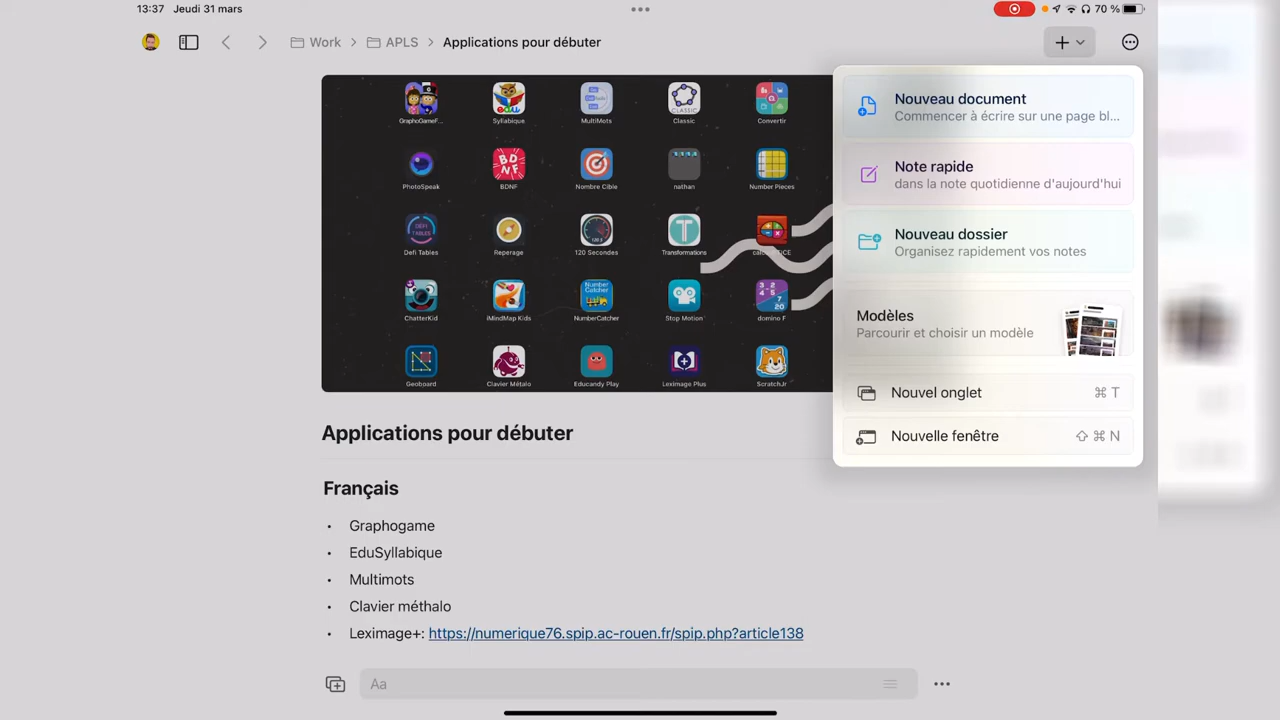 13:37 Jeudi 31 mars
70 %
Work > APLS > Applications pour débuter
GraphoGameF... Syllabique MultiMots Classic Convertir
PhotoSpeak BDNF Nombre Cible nathan Number Pieces
Defi Tables Reperage 120 Secondes Transformations
ChatterKid iMindMap Kids NumberCatcher Stop Motion domino F
Geoboard Clavier Métalo Educandy Play Leximage Plus ScratchJr
Nouveau document
Commencer à écrire sur une page bl...
Note rapide
dans la note quotidienne d'aujourd'hui
Nouveau dossier
Organisez rapidement vos notes
Modèles
Parcourir et choisir un modèle
Nouvel onglet ⌘ T
Nouvelle fenêtre ⇧ ⌘ N
Applications pour débuter
Français
• Graphogame
• EduSyllabique
• Multimots
• Clavier méthalo
• Leximage+: https://numerique76.spip.ac-rouen.fr/spip.php?article138
Aa